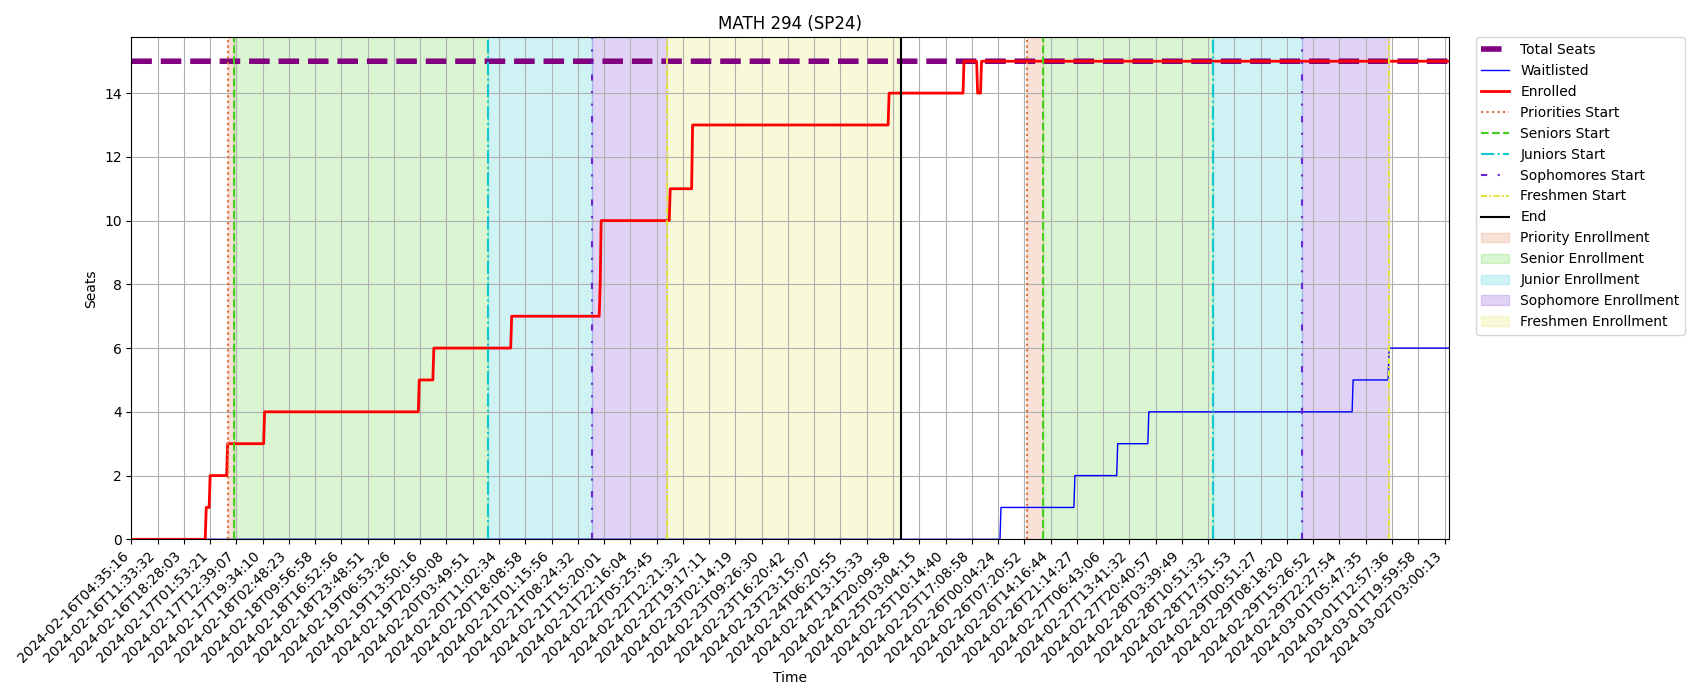 MATH 294 (SP24)
Seats
14
12
10
8
6
4
2
0
2024-02-16T04:35:16
2024-02-16T11:33:32
2024-02-16T18:28:03
2024-02-17T01:53:21
2024-02-17T12:39:07
2024-02-17T19:34:10
2024-02-18T02:48:23
2024-02-18T09:56:58
2024-02-18T16:52:56
2024-02-18T23:48:51
2024-02-19T06:53:26
2024-02-19T13:50:16
2024-02-19T20:50:08
2024-02-20T03:49:51
2024-02-20T11:02:34
2024-02-20T18:08:58
2024-02-21T01:15:56
2024-02-21T08:24:32
2024-02-21T15:20:01
2024-02-21T22:16:04
2024-02-22T05:25:45
2024-02-22T12:21:32
2024-02-22T19:17:11
2024-02-23T02:14:19
2024-02-23T09:26:30
2024-02-23T16:20:42
2024-02-23T23:15:07
2024-02-24T06:20:55
2024-02-24T13:15:33
2024-02-24T20:09:58
2024-02-25T03:04:15
2024-02-25T10:14:40
2024-02-25T17:08:58
2024-02-26T00:04:24
2024-02-26T07:20:52
2024-02-26T14:16:44
2024-02-26T21:14:27
2024-02-27T06:43:06
2024-02-27T13:41:32
2024-02-27T20:40:57
2024-02-28T03:39:49
2024-02-28T10:51:32
2024-02-28T17:51:53
2024-02-29T00:51:27
2024-02-29T08:18:20
2024-02-29T15:26:52
2024-02-29T22:27:54
2024-03-01T05:47:35
2024-03-01T12:57:36
2024-03-01T19:59:58
2024-03-02T03:00:13
Time
Total Seats
Waitlisted
Enrolled
Priorities Start
Seniors Start
Juniors Start
Sophomores Start
Freshmen Start
End
Priority Enrollment
Senior Enrollment
Junior Enrollment
Sophomore Enrollment
Freshmen Enrollment